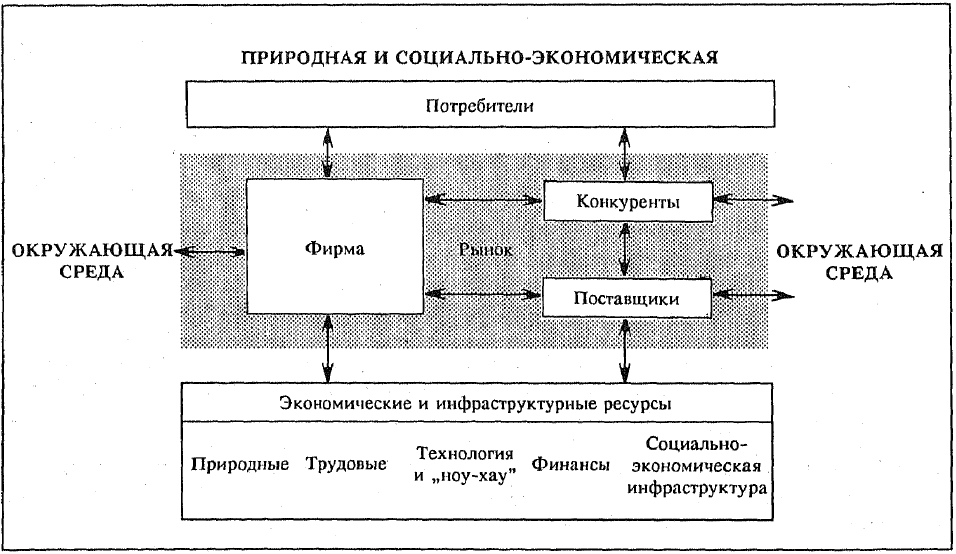 ПРИРОДНАЯ И СОЦИАЛЬНО-ЭКОНОМИЧЕСКАЯ
Потребители
Конкуренты
ОКРУЖАЮЩАЯ
СРЕДА
Фирма
Рынок
ОКРУЖАЮЩАЯ
СРЕДА
Поставщики
Экономические и инфраструктурные ресурсы
Природные
Трудовые
Технология
и „ноу-хау”
Финансы
Социально-
экономическая
инфраструктура